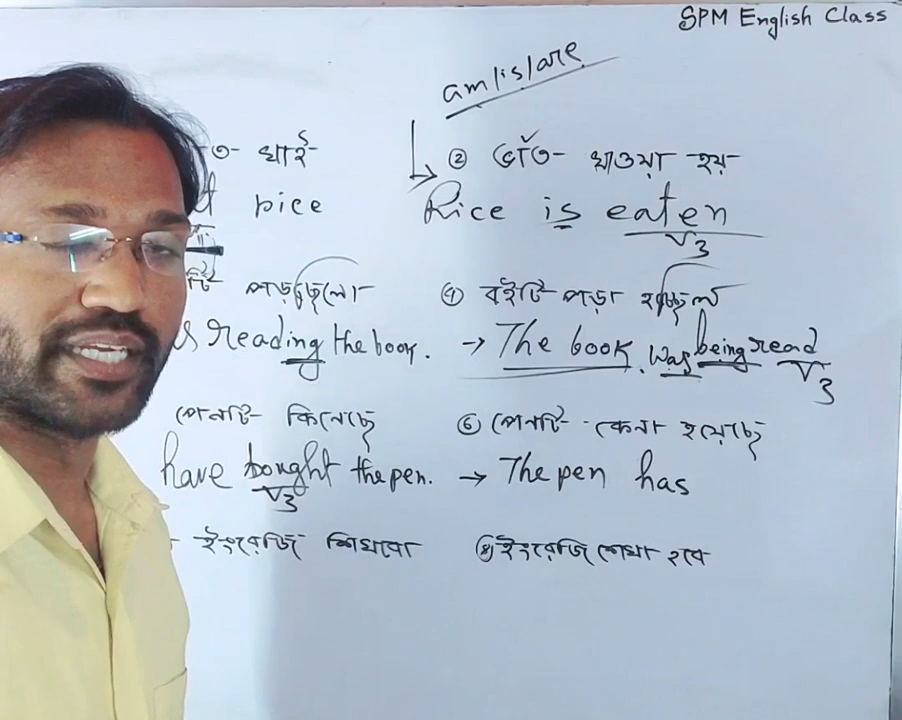 SPM English Class
am/is/are
ত- খাই- ② ভাত- খাওয়া হয়-
rice Rice is eaten
V3
পড়ছিলো ④ বইটি পড়া হচ্ছিল
reading the book. → The book was being read
V3
পেনটি কিনেছে ⑥ পেনটি- কেনা হয়েছে
have bought the pen. → The pen has
V3
- ইংরেজি শিখবো ⑧ ইংরেজি শেখা হবে